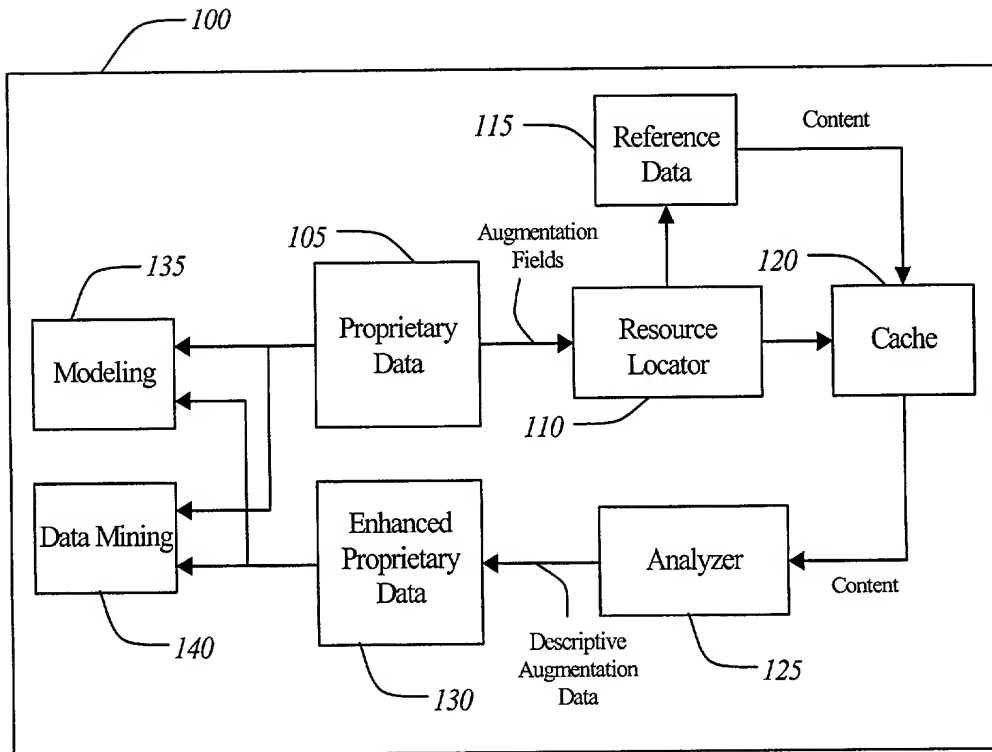 100
115
Reference
Data
Content
105
Augmentation
Fields
120
135
Proprietary
Data
Resource
Locator
Cache
Modeling
110
Data Mining
Enhanced
Proprietary
Data
Analyzer
Content
140
130
Descriptive
Augmentation
Data
125